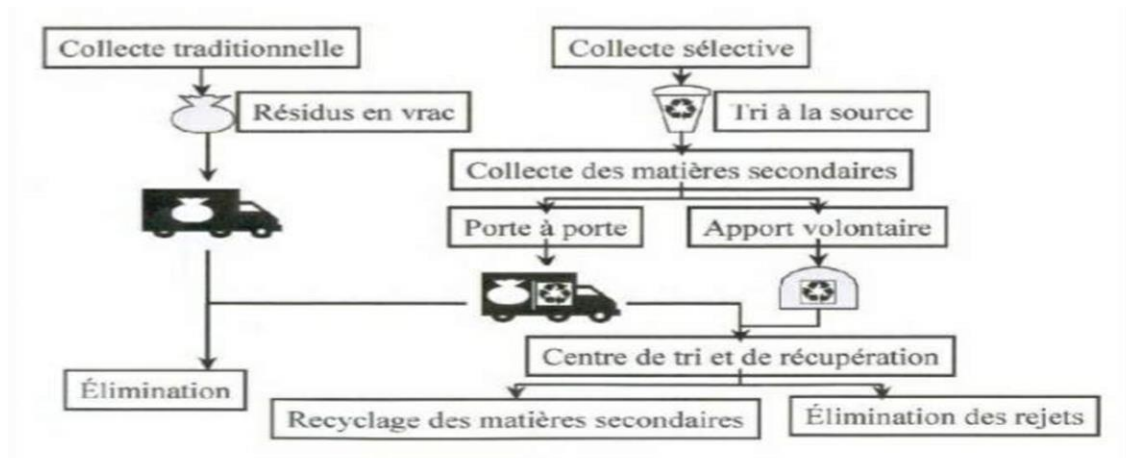 Collecte traditionnelle
Collecte sélective
Résidus en vrac
Tri à la source
Collecte des matières secondaires
Porte à porte
Apport volontaire
Centre de tri et de récupération
Élimination
Recyclage des matières secondaires
Élimination des rejets